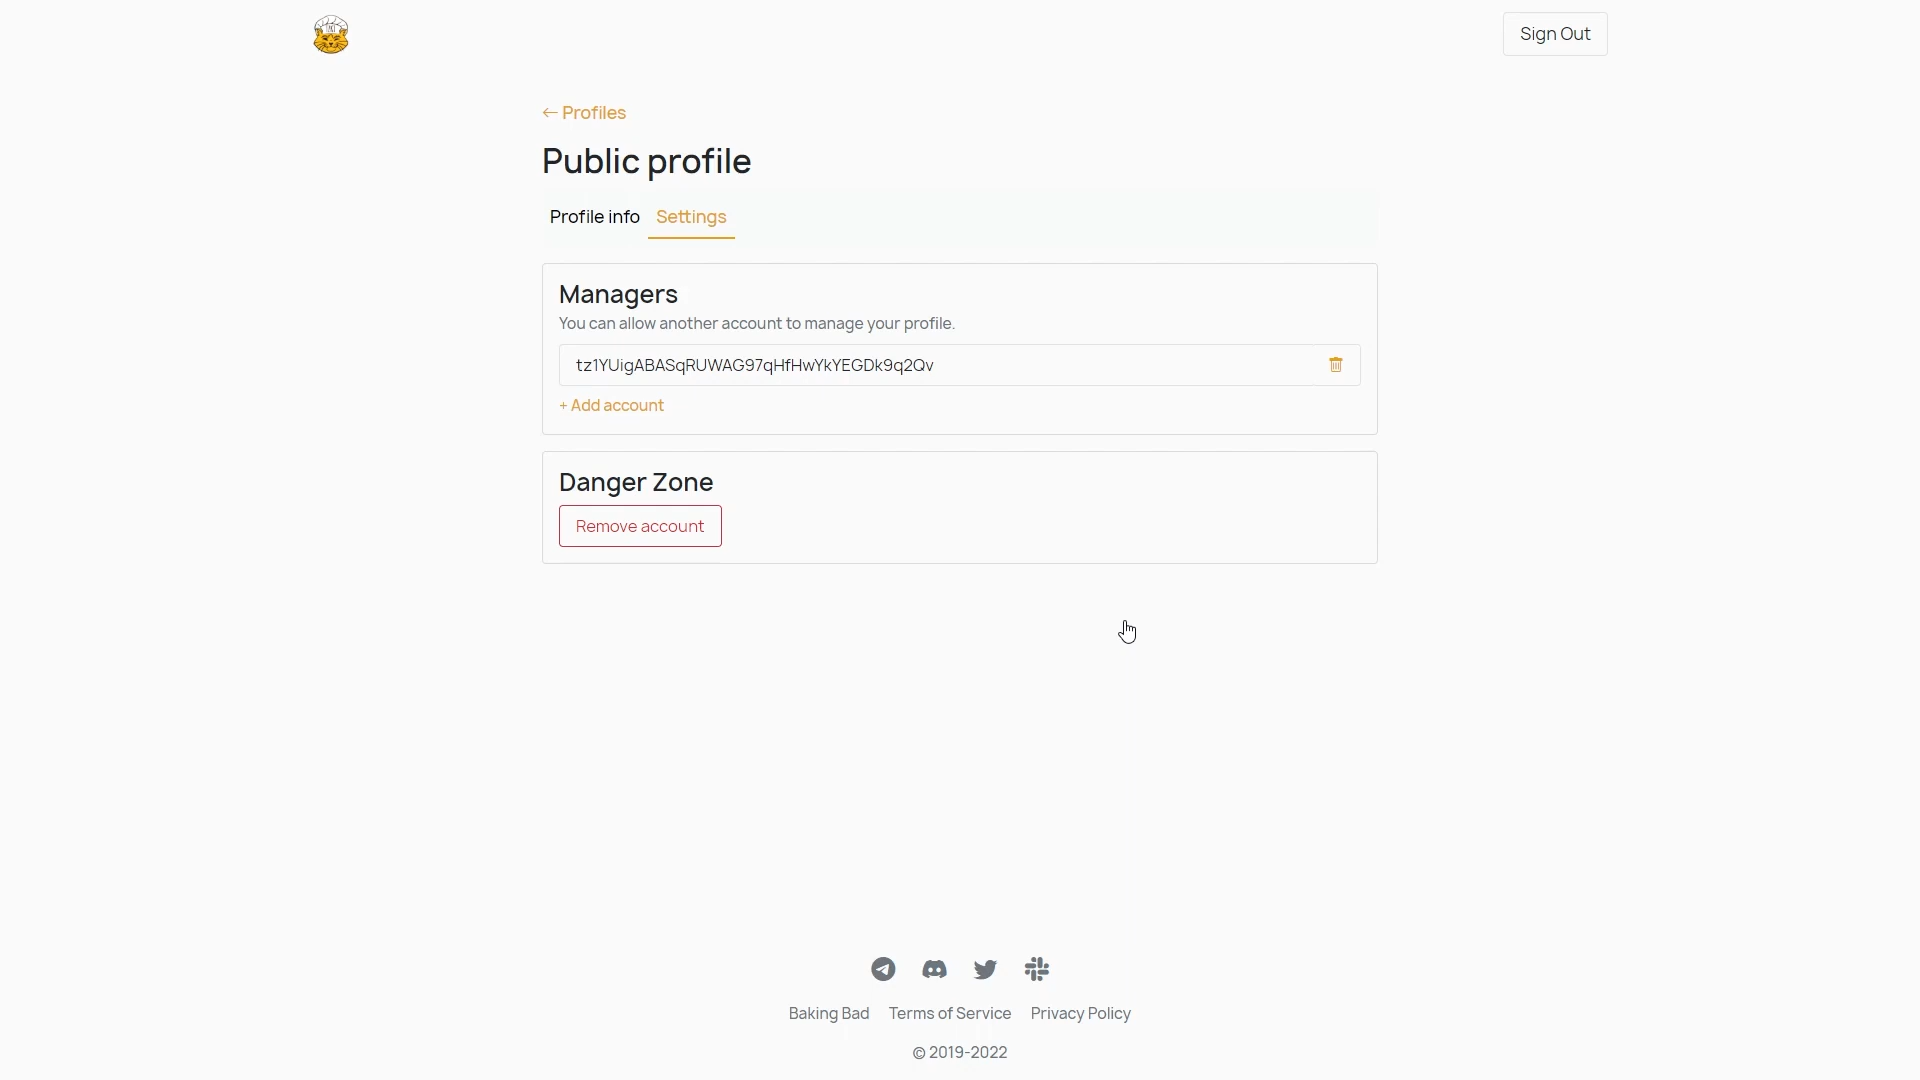 Sign Out
← Profiles
Public profile
Profile info Settings
Managers
You can allow another account to manage your profile.
tz1YUigABASqRUWAG97qHfHwYkYEGDk9q2Qv
+ Add account
Danger Zone
Remove account
Baking Bad Terms of Service Privacy Policy
© 2019-2022